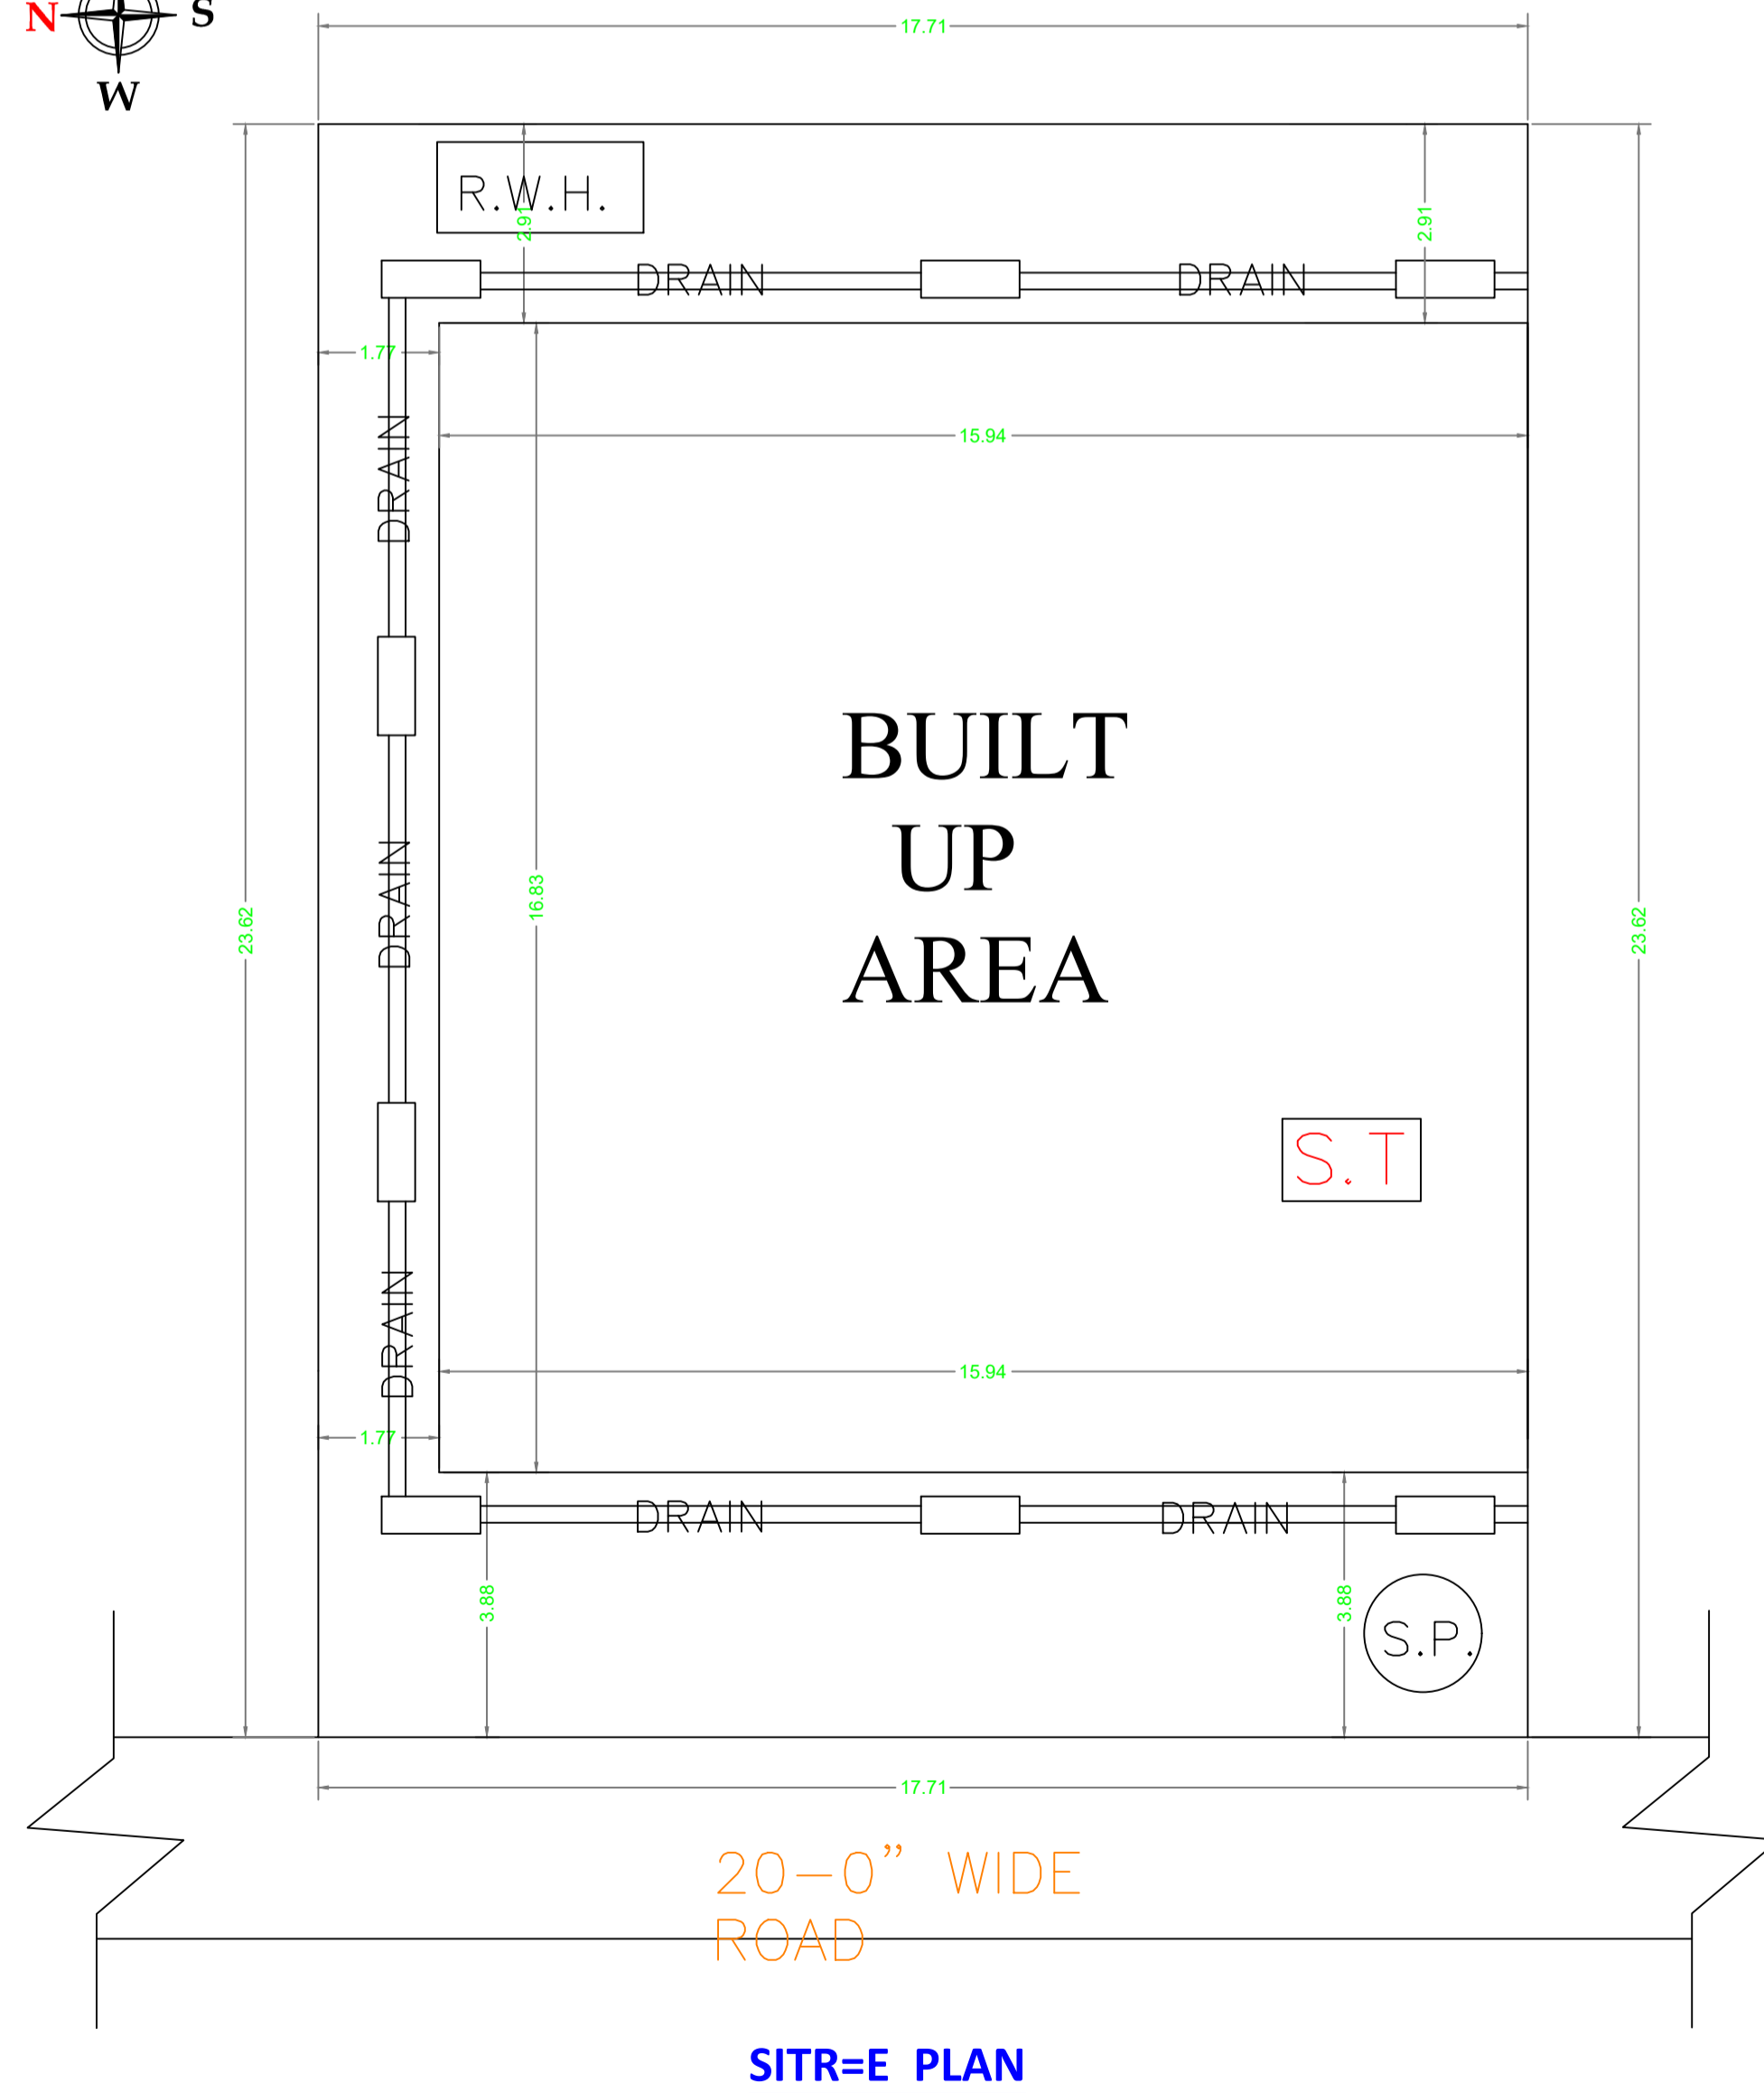 N
S
W
17.71
R.W.H.
2.91
2.91
DRAIN
DRAIN
1.77
15.94
DRAIN
BUILT
UP
AREA
DRAIN
16.83
23.62
23.62
S.T
DRAIN
15.94
1.77
DRAIN
DRAIN
3.88
3.88
S.P.
17.71
20-0” WIDE
ROAD
SITR=E PLAN